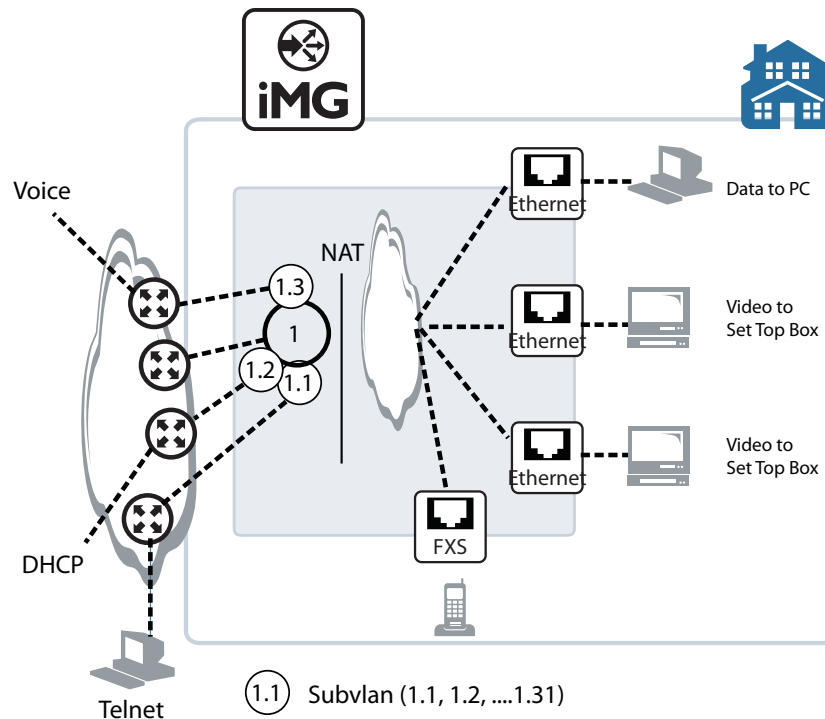 iMG
Voice
NAT
1.3
1
1.2
1.1
Ethernet
Data to PC
Ethernet
Video to
Set Top Box
Ethernet
Video to
Set Top Box
FXS
DHCP
Telnet
1.1 Subvlan (1.1, 1.2, ....1.31)